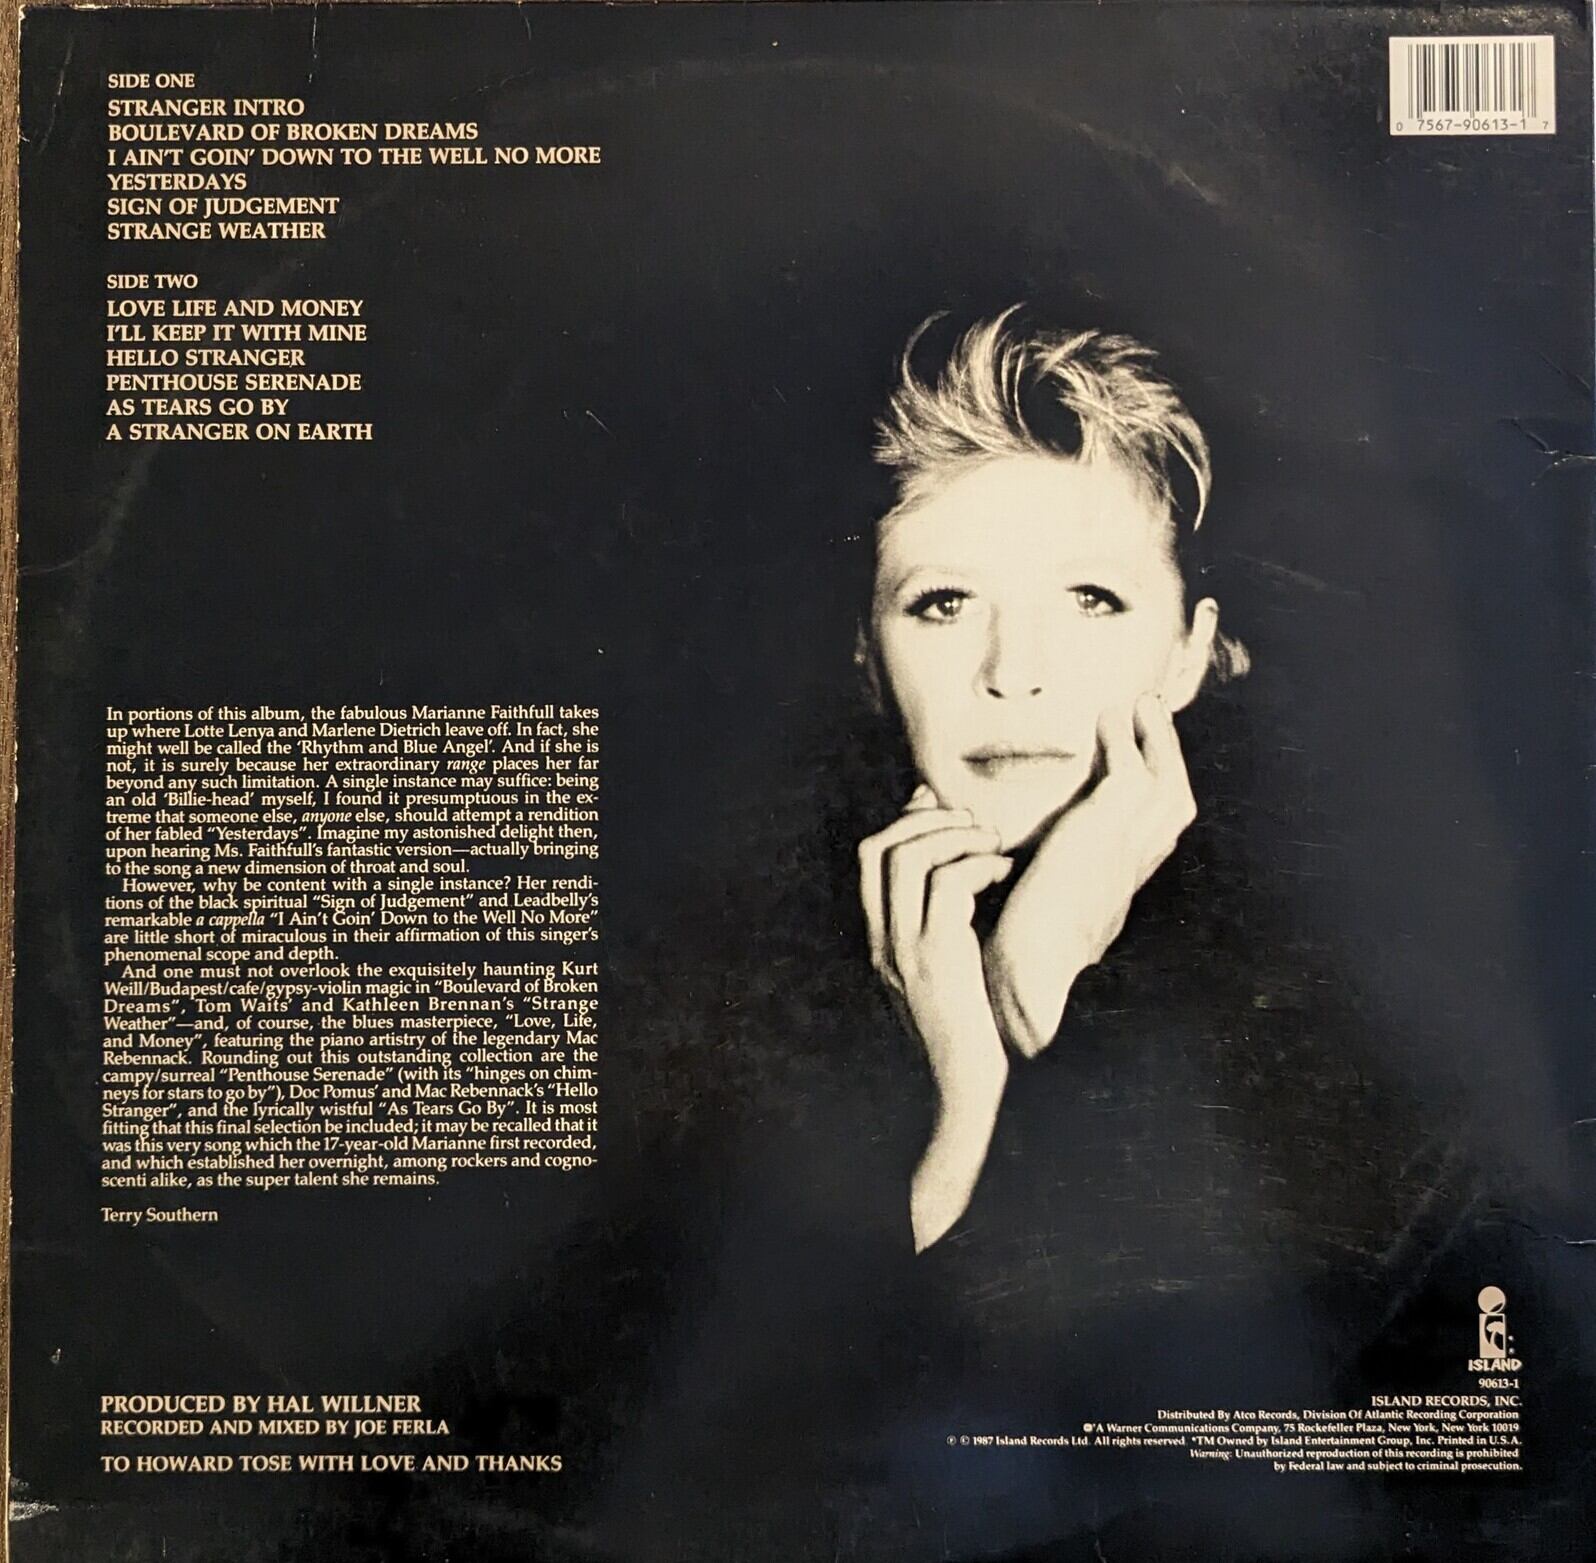 SIDE ONE
STRANGER INTRO
BOULEVARD OF BROKEN DREAMS
I AIN'T GOIN' DOWN TO THE WELL NO MORE
YESTERDAYS
SIGN OF JUDGEMENT
STRANGE WEATHER
SIDE TWO
LOVE LIFE AND MONEY
I'LL KEEP IT WITH MINE
HELLO STRANGER
PENTHOUSE SERENADE
AS TEARS GO BY
A STRANGER ON EARTH
0 7567-90613-1 7
In portions of this album, the fabulous Marianne Faithfull takes
up where Lotte Lenya and Marlene Dietrich leave off. In fact, she
might well be called the 'Rhythm and Blue Angel'. And if she is
not, it is surely because her extraordinary range places her far
beyond any such limitation. A single instance may suffice: being
an old 'Billie-head' myself, I found it presumptuous in the ex-
treme that someone else, anyone else, should attempt a rendition
of her fabled "Yesterdays". Imagine my astonished delight then,
upon hearing Ms. Faithfull's fantastic version—actually bringing
to the song a new dimension of throat and soul.
However, why be content with a single instance? Her rendi-
tions of the black spiritual "Sign of Judgement" and Leadbelly's
remarkable a cappella "I Ain't Goin' Down to the Well No More"
are little short of miraculous in their affirmation of this singer's
phenomenal scope and depth.
And one must not overlook the exquisitely haunting Kurt
Weill/Budapest/cafe/gypsy-violin magic in "Boulevard of Broken
Dreams", Tom Waits' and Kathleen Brennan's "Strange
Weather"—and, of course, the blues masterpiece, "Love, Life,
and Money", featuring the piano artistry of the legendary Mac
Rebennack. Rounding out this outstanding collection are the
campy/surreal "Penthouse Serenade" (with its "hinges on chim-
neys for stars to go by"), Doc Pomus' and Mac Rebennack's "Hello
Stranger", and the lyrically wistful "As Tears Go By". It is most
fitting that this final selection be included; it may be recalled that it
was this very song which the 17-year-old Marianne first recorded,
and which established her overnight, among rockers and cogno-
scenti alike, as the super talent she remains.
Terry Southern
PRODUCED BY HAL WILLNER
RECORDED AND MIXED BY JOE FERLA
TO HOWARD TOSE WITH LOVE AND THANKS
ISLAND
90613-1
ISLAND RECORDS, INC.
Distributed By Atco Records, Division Of Atlantic Recording Corporation
A Warner Communications Company, 75 Rockefeller Plaza, New York, New York 10019
℗ © 1987 Island Records Ltd. All rights reserved. *TM Owned by Island Entertainment Group, Inc. Printed in U.S.A.
Warning: Unauthorized reproduction of this recording is prohibited
by Federal law and subject to criminal prosecution.